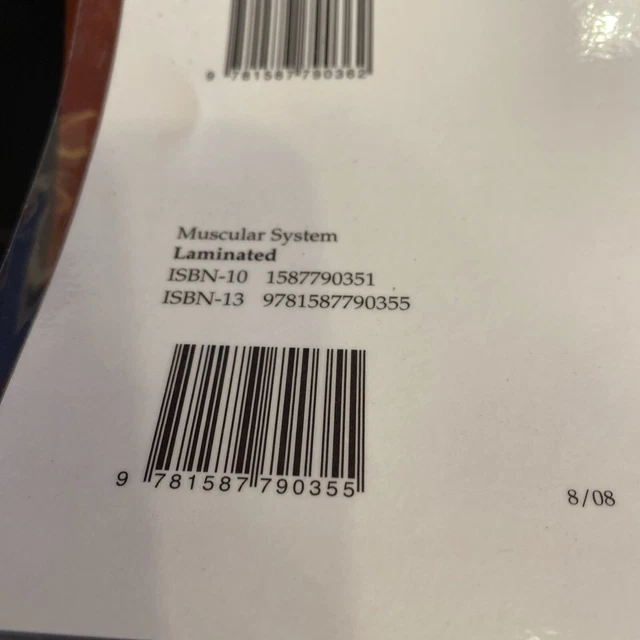 9 781587 790362
Muscular System
Laminated
ISBN-10 1587790351
ISBN-13 9781587790355
9 781587 790355
8/08